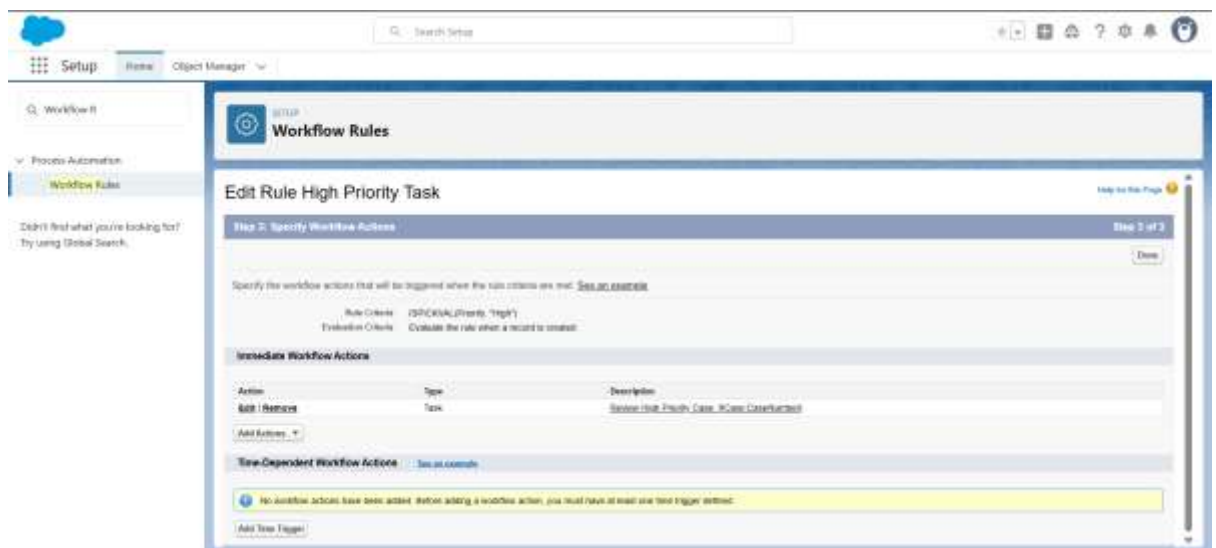 Search Setup
Setup Home Object Manager
Workflow R
Process Automation
Workflow Rules
Didn't find what you're looking for?
Try using Global Search.
SETUP
Workflow Rules
Edit Rule High Priority Task
Help for this Page
Step 3: Specify Workflow Actions Step 3 of 3
Done
Specify the workflow actions that will be triggered when the rule criteria are met. See an example
Rule Criteria ISPICKVAL(Priority, "High")
Evaluation Criteria Evaluate the rule when a record is created
Immediate Workflow Actions
Action Type Description
Edit | Remove Task Review High Priority Case:
Add Actions
Time-Dependent Workflow Actions See an example
No workflow actions have been added. Before adding a workflow action, you must have at least one time trigger defined.
Add Time Trigger